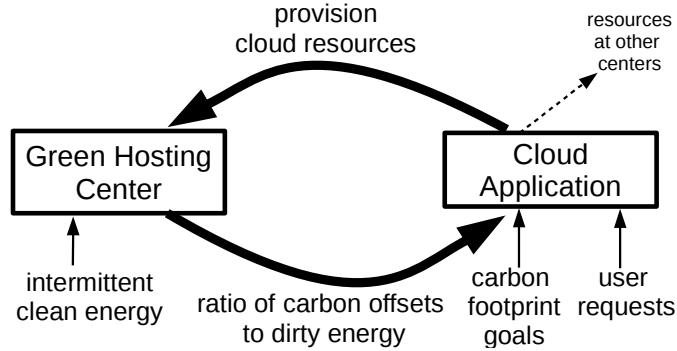 provision
cloud resources
resources
at other
centers
Green Hosting
Center
Cloud
Application
intermittent
clean energy
ratio of carbon offsets
to dirty energy
carbon
footprint
goals
user
requests